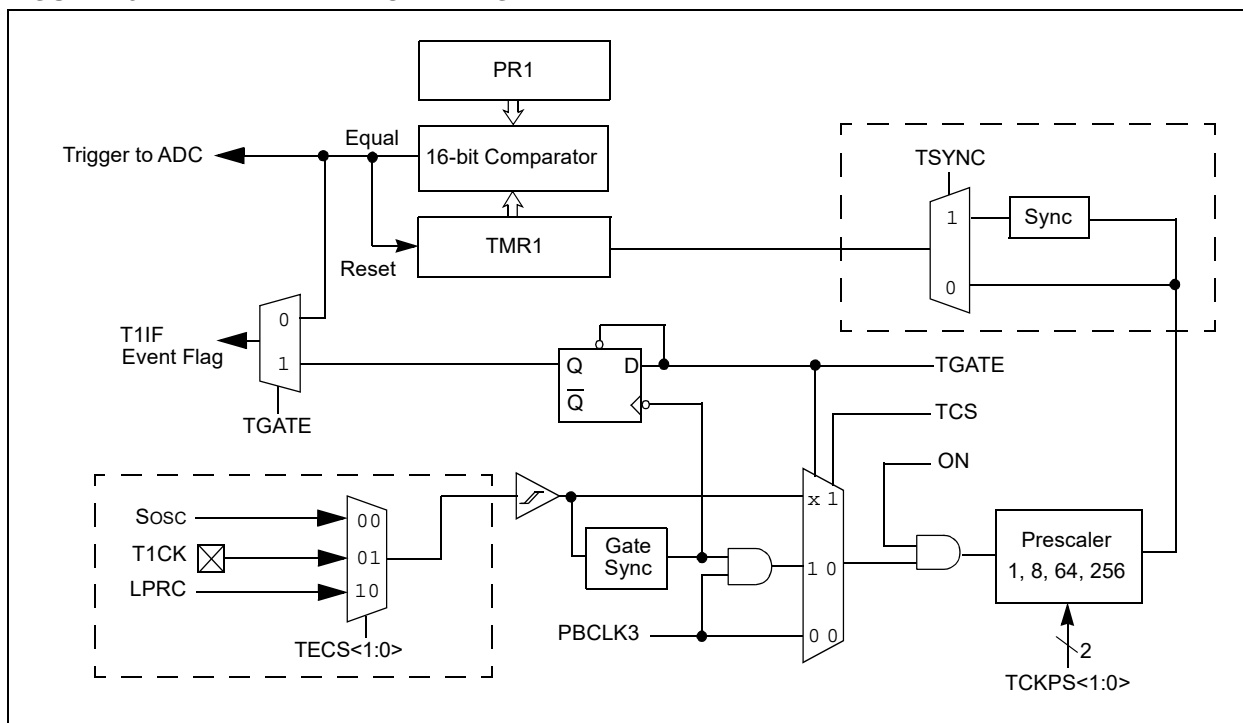 PR1
Equal
Trigger to ADC
16-bit Comparator
TSYNC
1
Sync
TMR1
Reset
0
0
T1IF
Event Flag
1
TGATE
Q
D
Q
TGATE
TCS
ON
x 1
SOSC
00
T1CK
01
LPRC
10
TECS<1:0>
Gate
Sync
1 0
Prescaler
1, 8, 64, 256
PBCLK3
0 0
2
TCKPS<1:0>